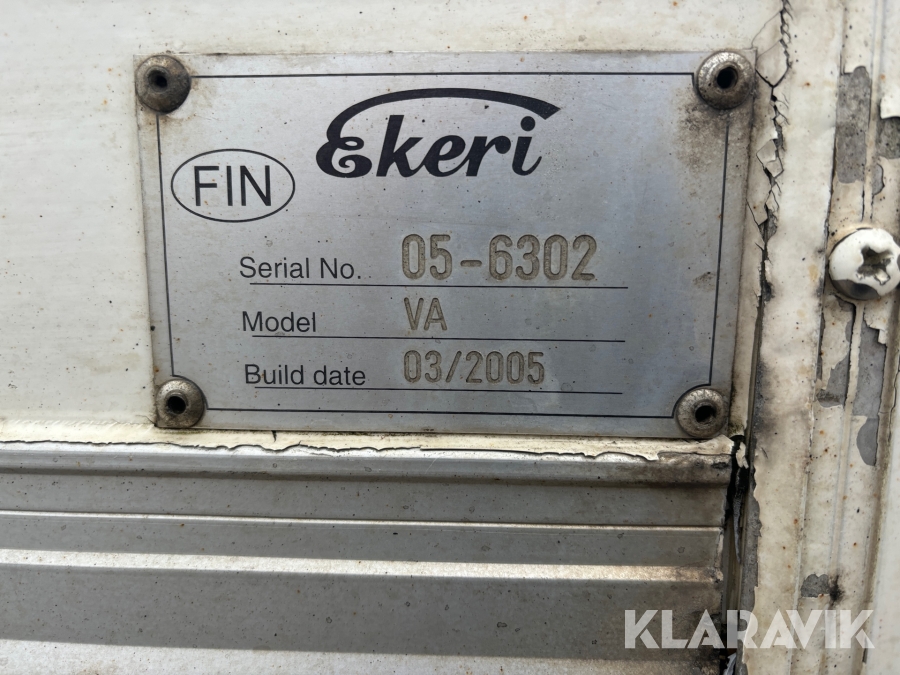 Ekeri
FIN
Serial No. 05-6302
Model VA
Build date 03/2005
KLARAVIK